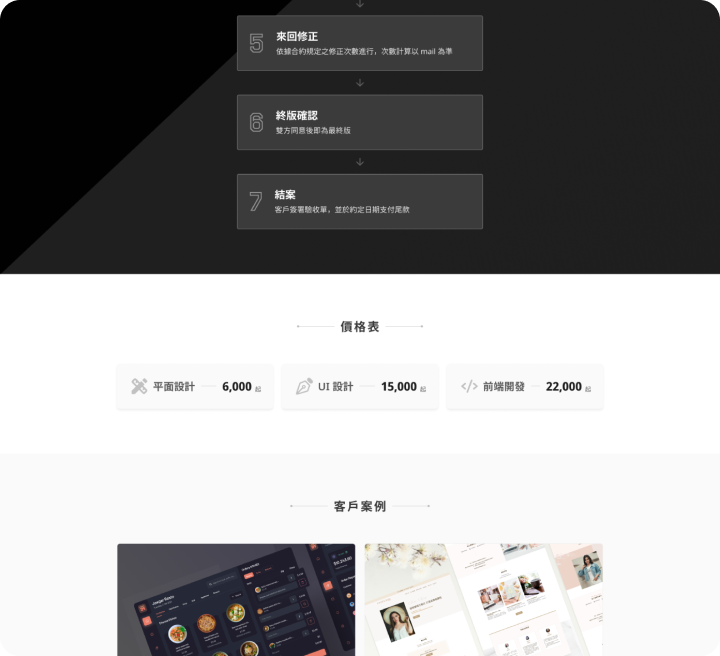 5
來回修正
依據合約規定之修正次數進行，次數計算以 mail 為準
6
終版確認
雙方同意後即為最終版
7
結案
客戶簽署驗收單，並於約定日期支付尾款
價格表
平面設計 6,000 起
UI 設計 15,000 起
前端開發 22,000 起
客戶案例